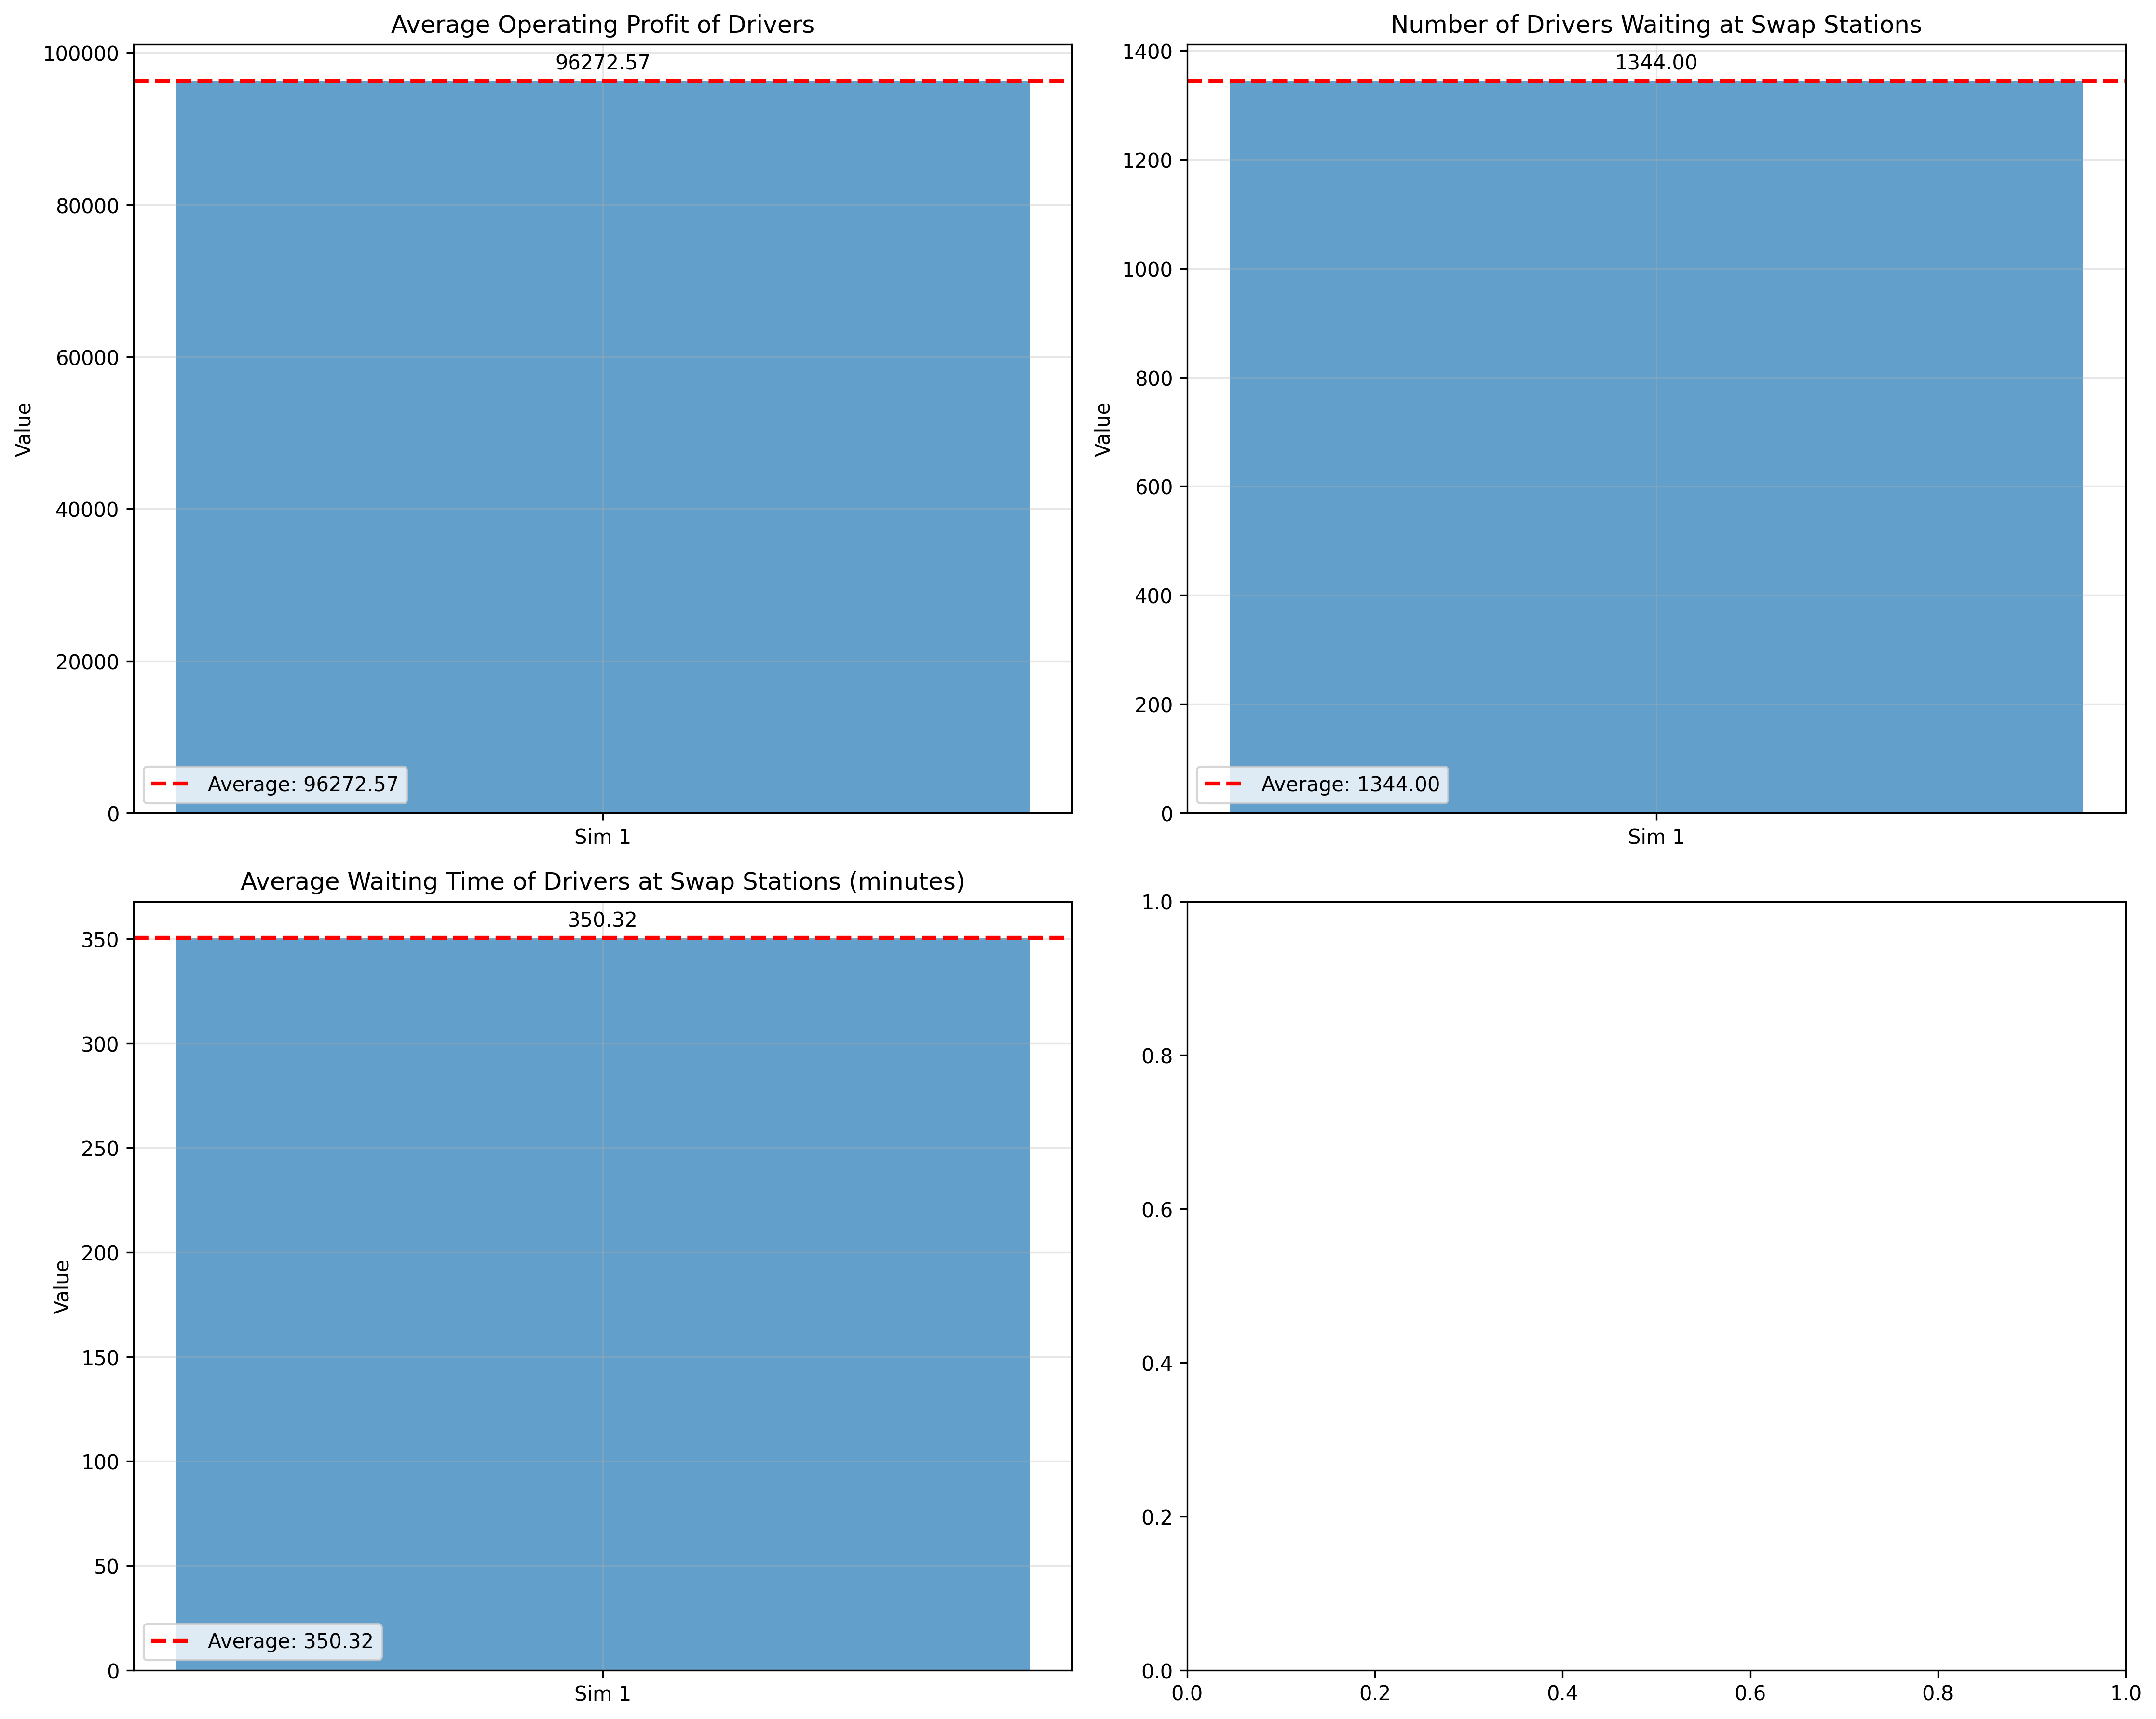 Average Operating Profit of Drivers
100000
80000
60000
40000
20000
0
Value
96272.57
Average: 96272.57
Sim 1
Number of Drivers Waiting at Swap Stations
1400
1200
1000
800
600
400
200
0
Value
1344.00
Average: 1344.00
Sim 1
Average Waiting Time of Drivers at Swap Stations (minutes)
350
300
250
200
150
100
50
0
Value
350.32
Average: 350.32
Sim 1
1.0
0.8
0.6
0.4
0.2
0.0
0.0 0.2 0.4 0.6 0.8 1.0